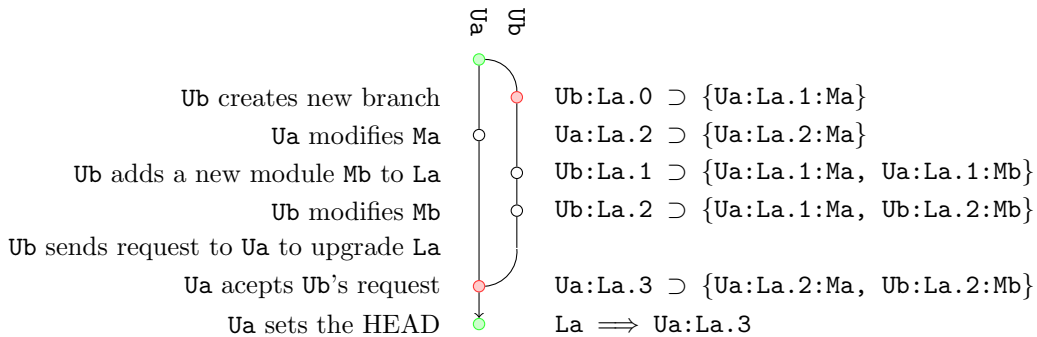 Ua Ub
Ub creates new branch Ub:La.0 ⊃ {Ua:La.1:Ma}
Ua modifies Ma Ua:La.2 ⊃ {Ua:La.2:Ma}
Ub adds a new module Mb to La Ub:La.1 ⊃ {Ua:La.1:Ma, Ua:La.1:Mb}
Ub modifies Mb Ub:La.2 ⊃ {Ua:La.1:Ma, Ub:La.2:Mb}
Ub sends request to Ua to upgrade La
Ua acepts Ub's request Ua:La.3 ⊃ {Ua:La.2:Ma, Ub:La.2:Mb}
Ua sets the HEAD La ⟹ Ua:La.3